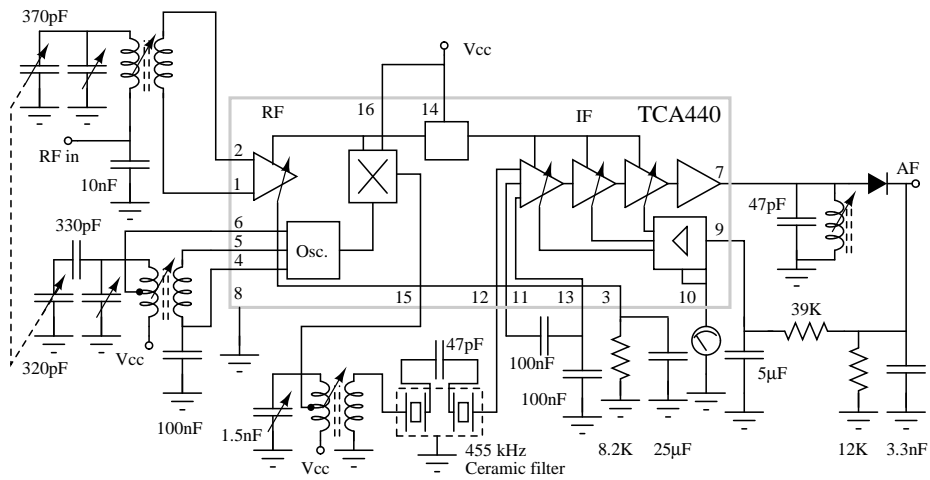 370pF
Vcc
RF
16
14
IF
TCA440
RF in
2
10nF
1
7
AF
330pF
6
5
4
Osc.
47pF
9
8
15
12
11
13
3
10
39K
320pF
Vcc
47pF
100nF
5µF
100nF
100nF
1.5nF
Vcc
455 kHz
Ceramic filter
8.2K
25µF
12K
3.3nF